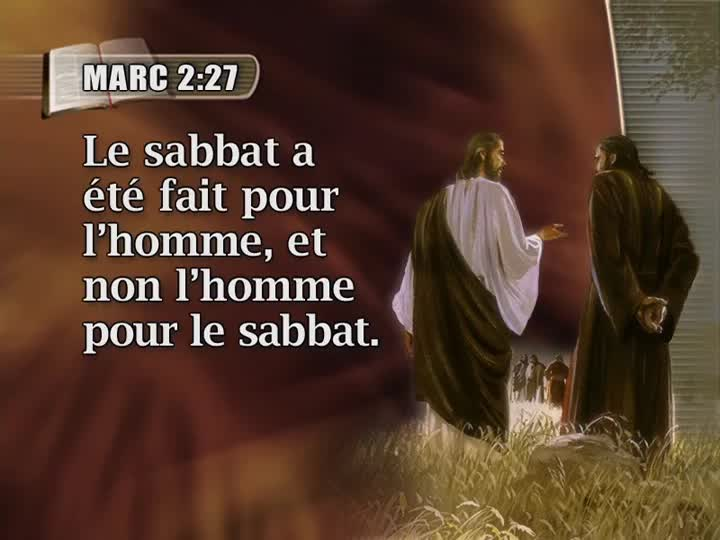 MARC 2:27
Le sabbat a
été fait pour
l’homme, et
non l’homme
pour le sabbat.